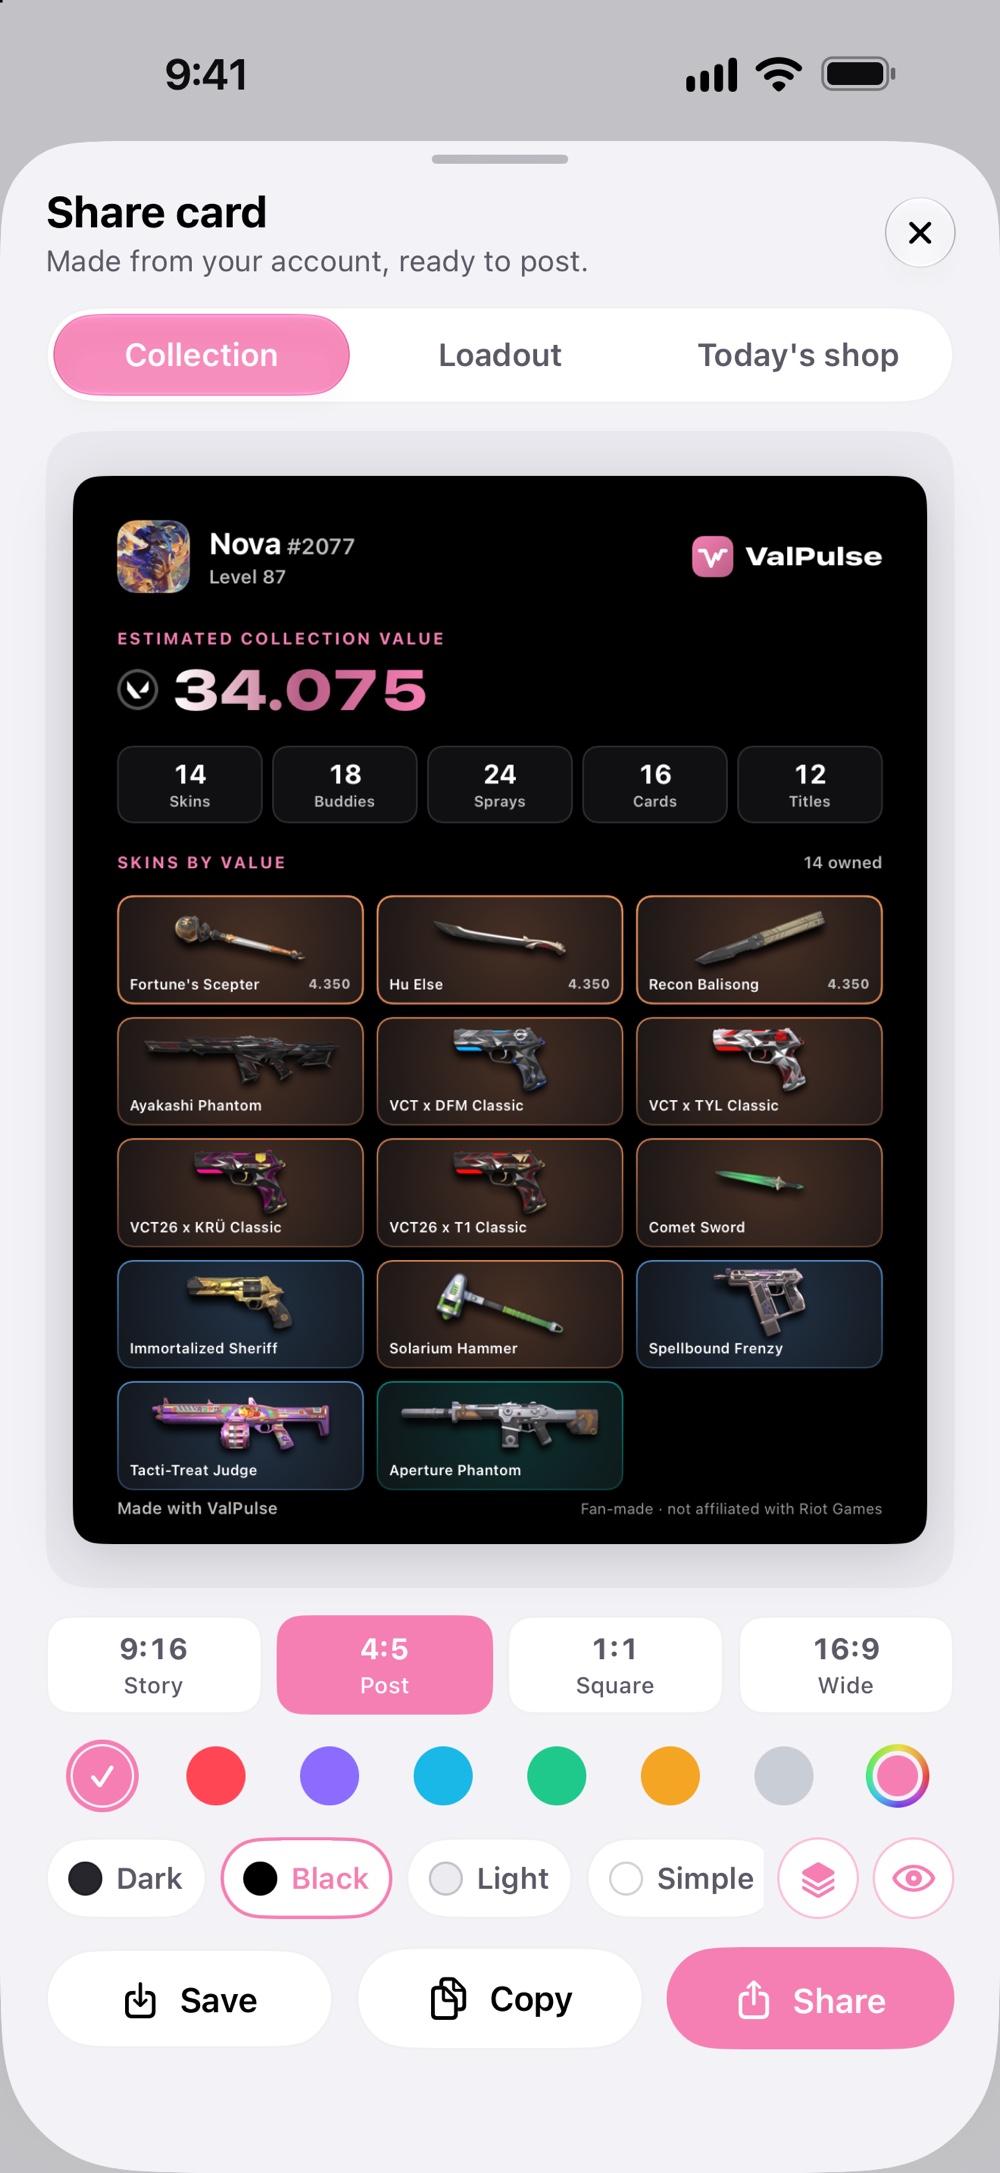 9:41
Share card
Made from your account, ready to post.
Collection
Loadout
Today's shop
Nova #2077
Level 87
ValPulse
ESTIMATED COLLECTION VALUE
34.075
14
Skins
18
Buddies
24
Sprays
16
Cards
12
Titles
SKINS BY VALUE
14 owned
Fortune's Scepter 4.350
Hu Else 4.350
Recon Balisong 4.350
Ayakashi Phantom
VCT x DFM Classic
VCT x TYL Classic
VCT26 x KRÜ Classic
VCT26 x T1 Classic
Comet Sword
Immortalized Sheriff
Solarium Hammer
Spellbound Frenzy
Tacti-Treat Judge
Aperture Phantom
Made with ValPulse
Fan-made · not affiliated with Riot Games
9:16
Story
4:5
Post
1:1
Square
16:9
Wide
Dark
Black
Light
Simple
Save
Copy
Share